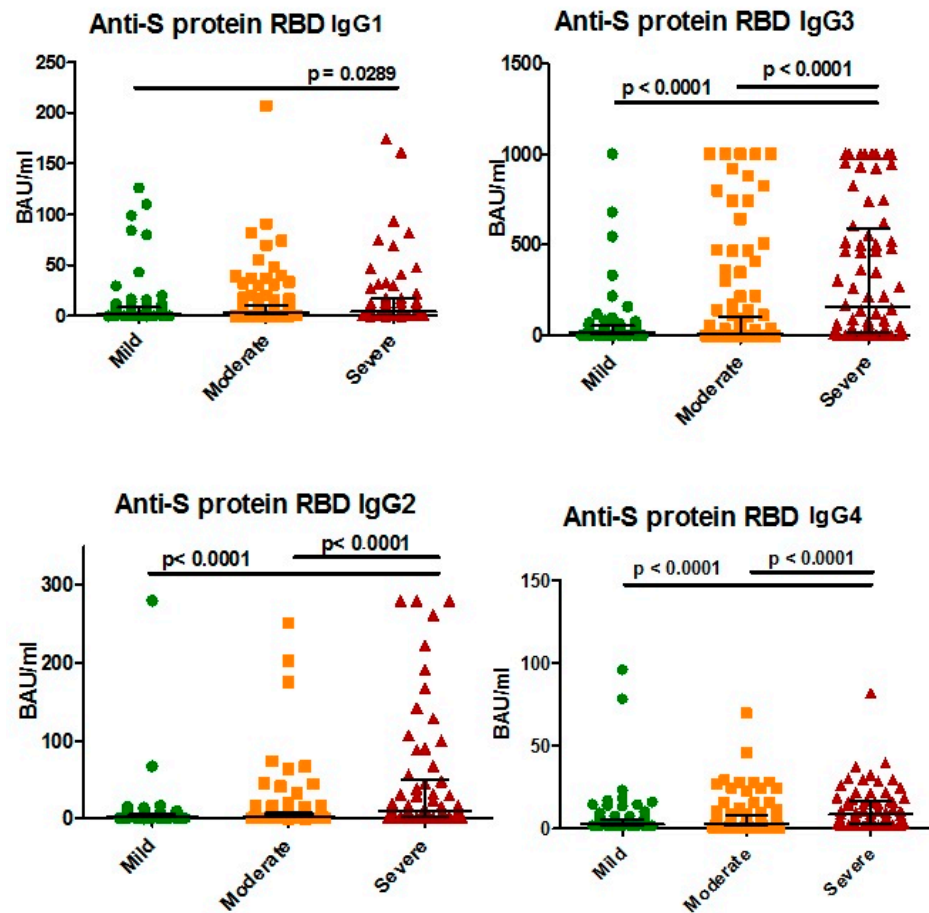 Anti-S protein RBD IgG1
250
200
150
100
50
0
BAU/ml
p = 0.0289
Mild
Moderate
Severe
Anti-S protein RBD IgG3
1500
1000
500
0
BAU/ml
p < 0.0001
p < 0.0001
Mild
Moderate
Severe
Anti-S protein RBD IgG2
300
200
100
0
BAU/ml
p< 0.0001
p< 0.0001
Mild
Moderate
Severe
Anti-S protein RBD IgG4
150
100
50
0
BAU/ml
p < 0.0001
p < 0.0001
Mild
Moderate
Severe